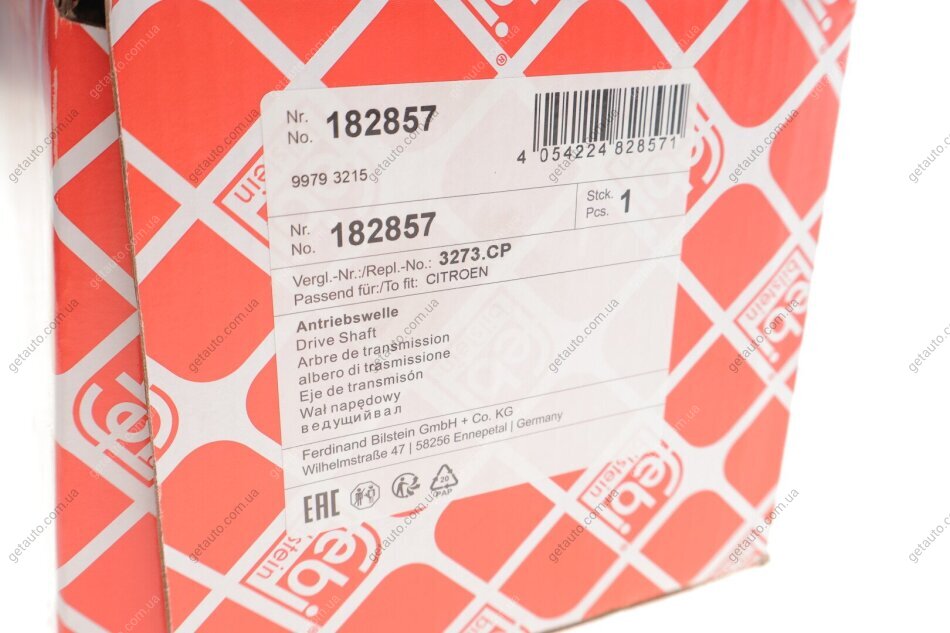 Nr.
No. 182857
4 054224 828571
9979 3215
Nr.
No. 182857
Stck.
Pcs. 1
Vergl.-Nr.:/Repl.-No.: 3273.CP
Passend für:/To fit: CITROEN
Antriebswelle
Drive Shaft
Arbre de transmission
albero di trasmissione
Eje de transmisón
Wał napędowy
ведущийвал
Ferdinand Bilstein GmbH + Co. KG
Wilhelmstraße 47 | 58256 Ennepetal | Germany
EAC
20
PAP
febi
bilstein
getauto.com.ua